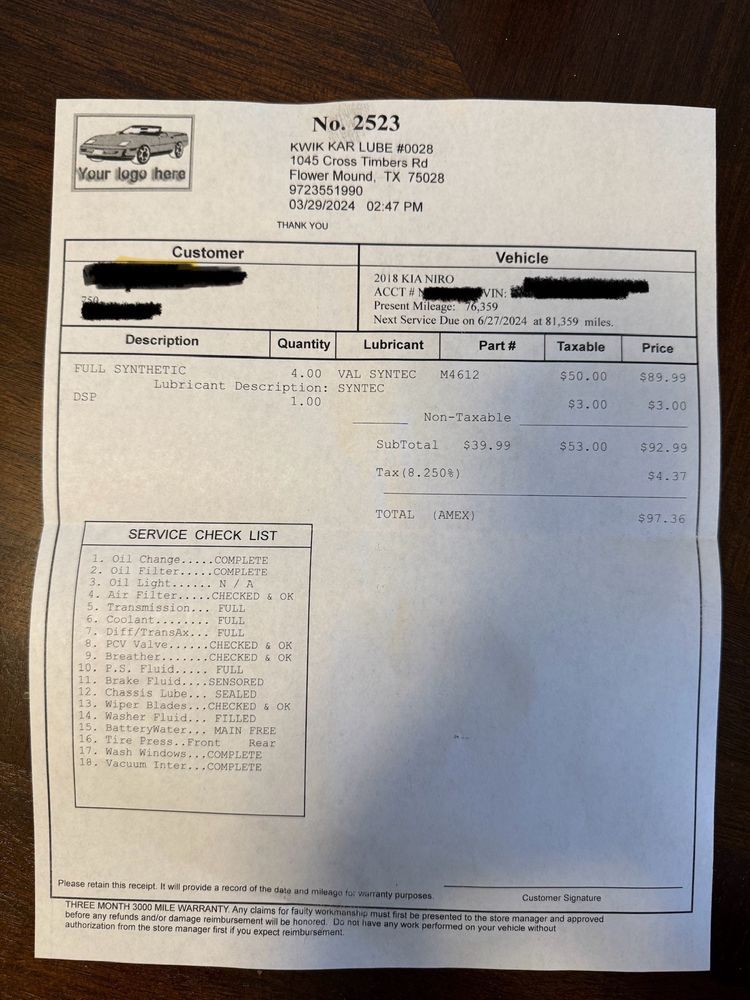 Your logo here
No. 2523
KWIK KAR LUBE #0028
1045 Cross Timbers Rd
Flower Mound, TX 75028
9723551990
03/29/2024 02:47 PM
THANK YOU
Customer
Vehicle
2018 KIA NIRO
ACCT # VIN:
Present Mileage: 76,359
Next Service Due on 6/27/2024 at 81,359 miles.
Description Quantity Lubricant Part # Taxable Price
FULL SYNTHETIC 4.00 VAL SYNTEC M4612 $50.00 $89.99
Lubricant Description: SYNTEC
DSP 1.00 $3.00 $3.00
Non-Taxable
SubTotal $39.99 $53.00 $92.99
Tax(8.250%) $4.37
TOTAL (AMEX) $97.36
SERVICE CHECK LIST
1. Oil Change.....COMPLETE
2. Oil Filter.....COMPLETE
3. Oil Light...... N / A
4. Air Filter.....CHECKED & OK
5. Transmission... FULL
6. Coolant........ FULL
7. Diff/TransAx... FULL
8. PCV Valve......CHECKED & OK
9. Breather.......CHECKED & OK
10. P.S. Fluid..... FULL
11. Brake Fluid....SENSORED
12. Chassis Lube... SEALED
13. Wiper Blades...CHECKED & OK
14. Washer Fluid... FILLED
15. BatteryWater... MAIN FREE
16. Tire Press..Front Rear
17. Wash Windows...COMPLETE
18. Vacuum Inter...COMPLETE
Please retain this receipt. It will provide a record of the date and mileage for warranty purposes.
Customer Signature
THREE MONTH 3000 MILE WARRANTY. Any claims for faulty workmanship must first be presented to the store manager and approved
before any refunds and/or damage reimbursement will be honored. Do not have any work performed on your vehicle without
authorization from the store manager first if you expect reimbursement.